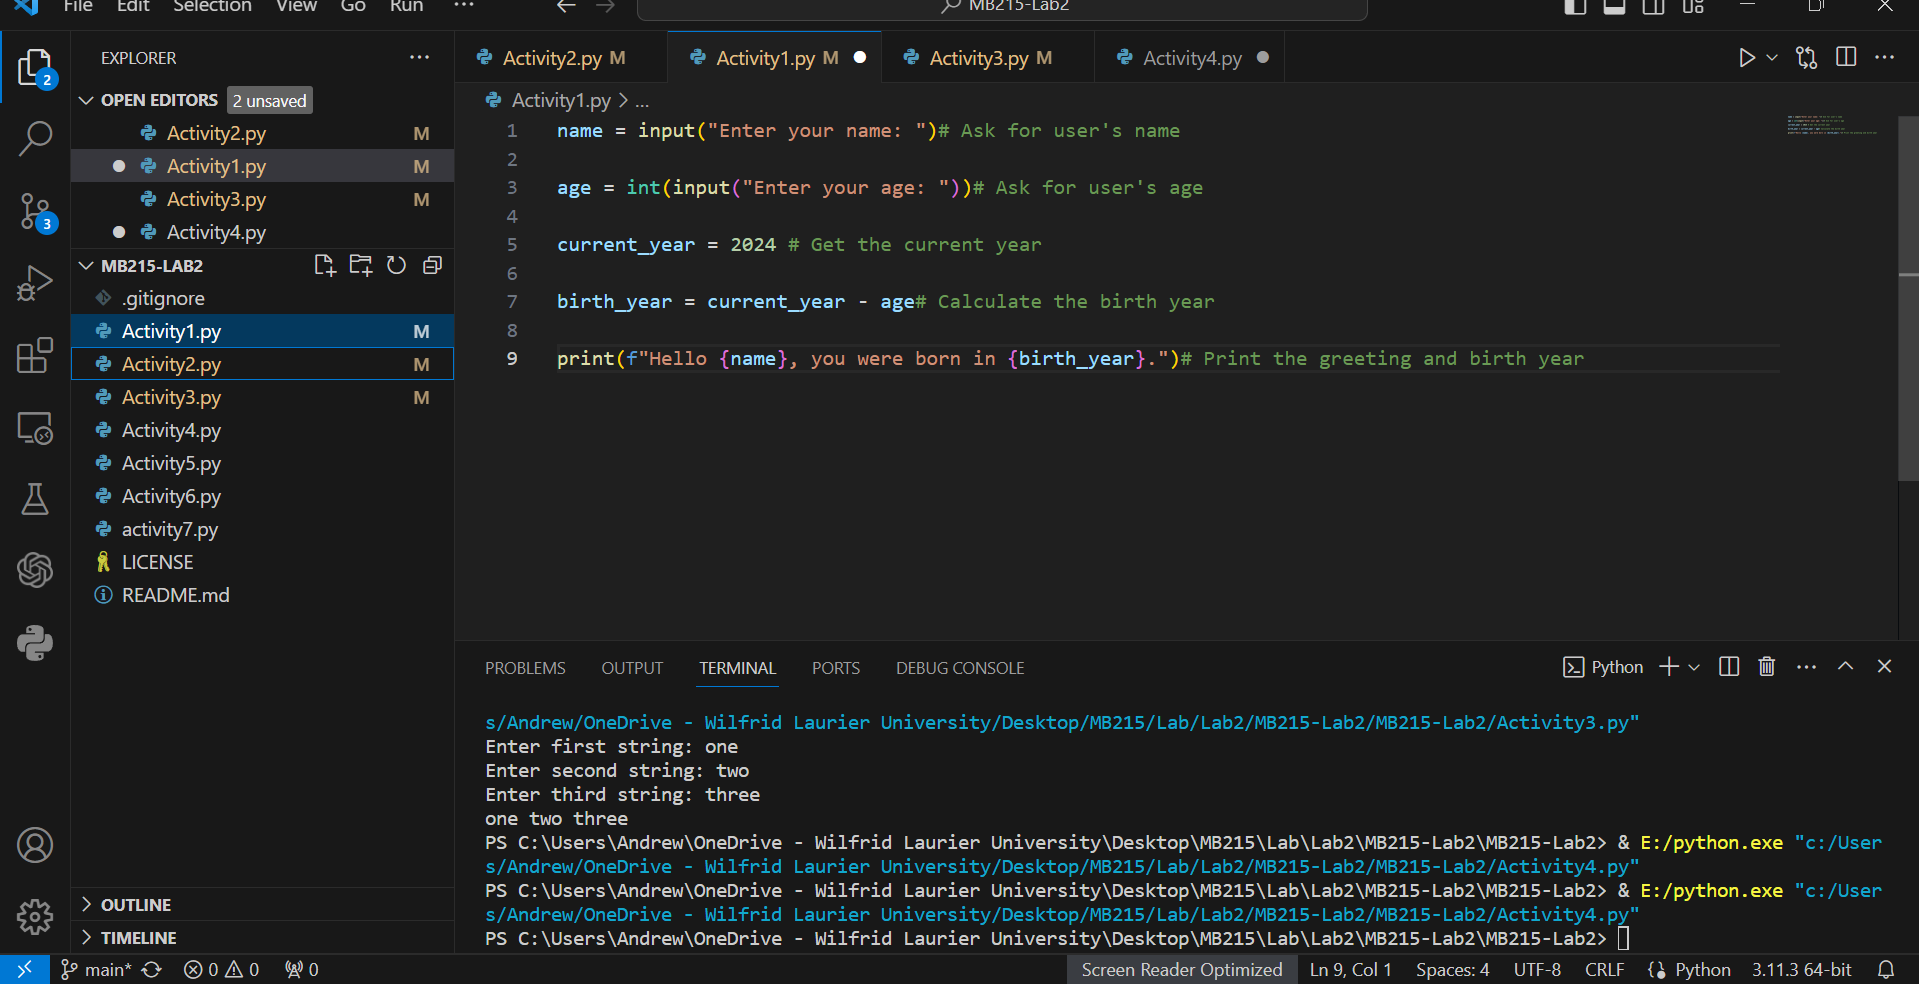 File Edit Selection View Go Run ··· MB215-Lab2
EXPLORER ···
OPEN EDITORS 2 unsaved
Activity2.py M
Activity1.py M
Activity3.py M
Activity4.py
MB215-LAB2
.gitignore
Activity1.py M
Activity2.py M
Activity3.py M
Activity4.py
Activity5.py
Activity6.py
activity7.py
LICENSE
README.md
OUTLINE
TIMELINE
2
3
Activity2.py M Activity1.py M Activity3.py M Activity4.py
Activity1.py > ...
1 name = input("Enter your name: ")# Ask for user's name
2
3 age = int(input("Enter your age: "))# Ask for user's age
4
5 current_year = 2024 # Get the current year
6
7 birth_year = current_year - age# Calculate the birth year
8
9 print(f"Hello {name}, you were born in {birth_year}.")# Print the greeting and birth year
PROBLEMS OUTPUT TERMINAL PORTS DEBUG CONSOLE Python
s/Andrew/OneDrive - Wilfrid Laurier University/Desktop/MB215/Lab/Lab2/MB215-Lab2/MB215-Lab2/Activity3.py"
Enter first string: one
Enter second string: two
Enter third string: three
one two three
PS C:\Users\Andrew\OneDrive - Wilfrid Laurier University\Desktop\MB215\Lab\Lab2\MB215-Lab2\MB215-Lab2> & E:/python.exe "c:/User
s/Andrew/OneDrive - Wilfrid Laurier University/Desktop/MB215/Lab/Lab2/MB215-Lab2/MB215-Lab2/Activity4.py"
PS C:\Users\Andrew\OneDrive - Wilfrid Laurier University\Desktop\MB215\Lab\Lab2\MB215-Lab2\MB215-Lab2> & E:/python.exe "c:/User
s/Andrew/OneDrive - Wilfrid Laurier University/Desktop/MB215/Lab/Lab2/MB215-Lab2/MB215-Lab2/Activity4.py"
PS C:\Users\Andrew\OneDrive - Wilfrid Laurier University\Desktop\MB215\Lab\Lab2\MB215-Lab2\MB215-Lab2>
main* 0 0 0 Screen Reader Optimized Ln 9, Col 1 Spaces: 4 UTF-8 CRLF Python 3.11.3 64-bit